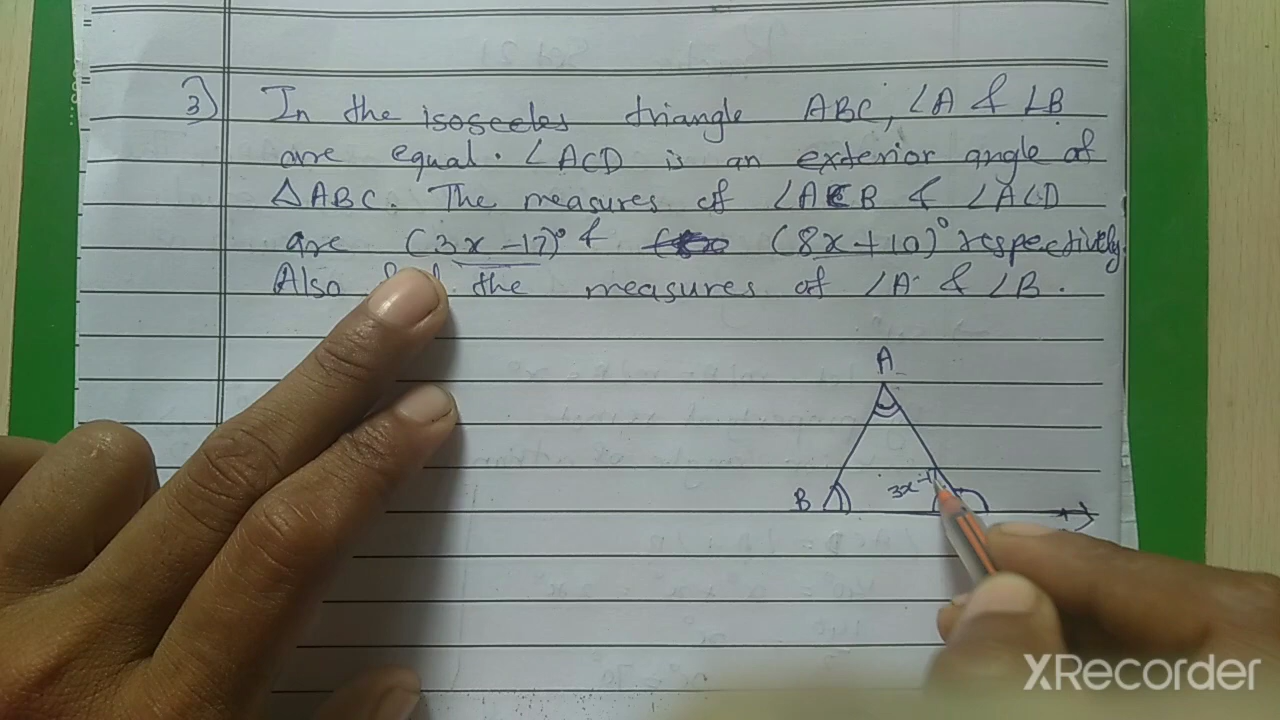 3) In the isosceles triangle ABC, ∠A & ∠B
are equal. ∠ACD is an exterior angle of
△ABC. The measures of ∠ACB & ∠ACD
are (3x-17)° & (8x+10)° respectively.
Also the measures of ∠A & ∠B.
A
B 3x-
XRecorder